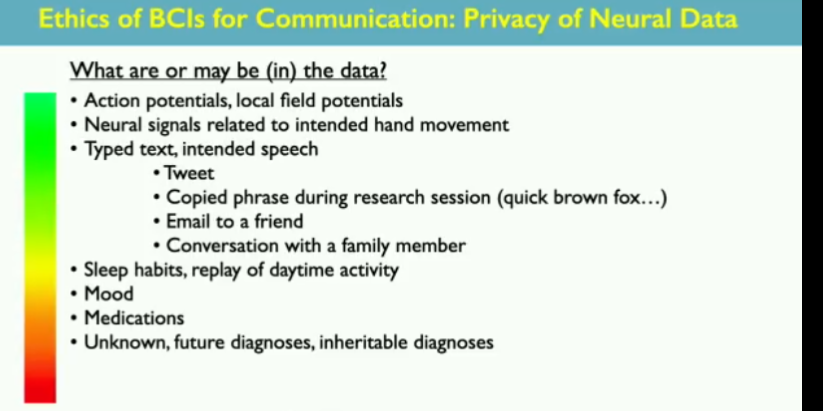 Ethics of BCIs for Communication: Privacy of Neural Data
What are or may be (in) the data?
• Action potentials, local field potentials
• Neural signals related to intended hand movement
• Typed text, intended speech
• Tweet
• Copied phrase during research session (quick brown fox...)
• Email to a friend
• Conversation with a family member
• Sleep habits, replay of daytime activity
• Mood
• Medications
• Unknown, future diagnoses, inheritable diagnoses